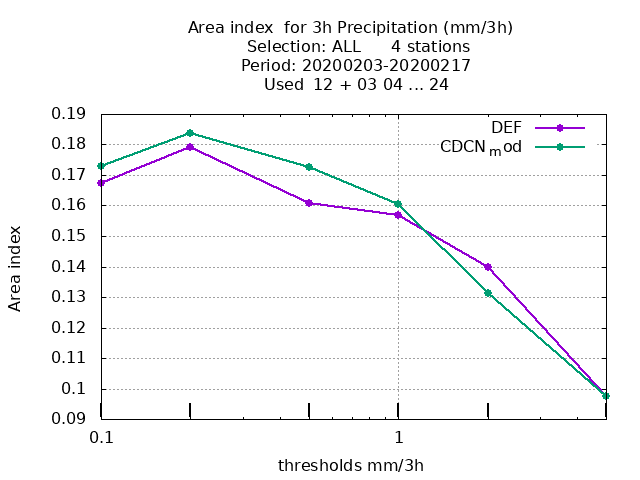 Area index  for 3h Precipitation (mm/3h)
Selection: ALL      4 stations
Period: 20200203-20200217
Used  12 + 03 04 ... 24
DEF
CDCNmod
0.19
0.18
0.17
0.16
0.15
0.14
0.13
0.12
0.11
0.1
0.09
Area index
0.1
1
thresholds mm/3h